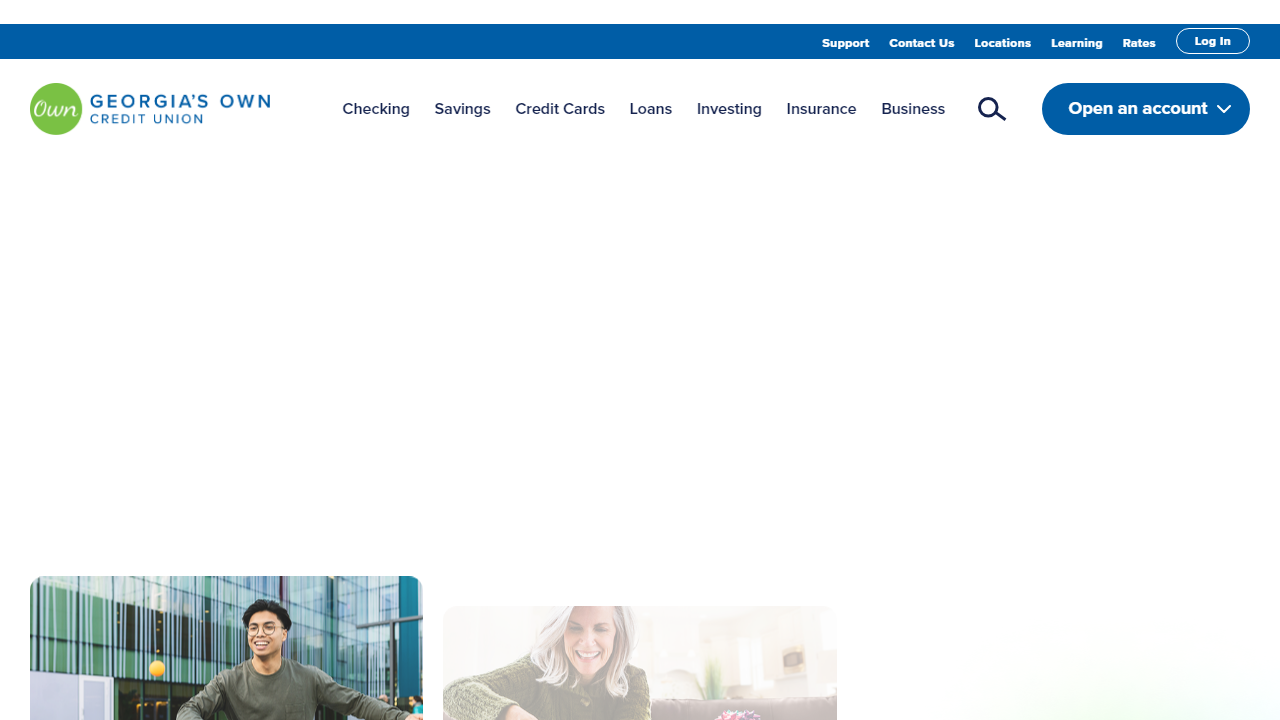 Support Contact Us Locations Learning Rates Log In
Own GEORGIA'S OWN
CREDIT UNION
Checking Savings Credit Cards Loans Investing Insurance Business
Open an account